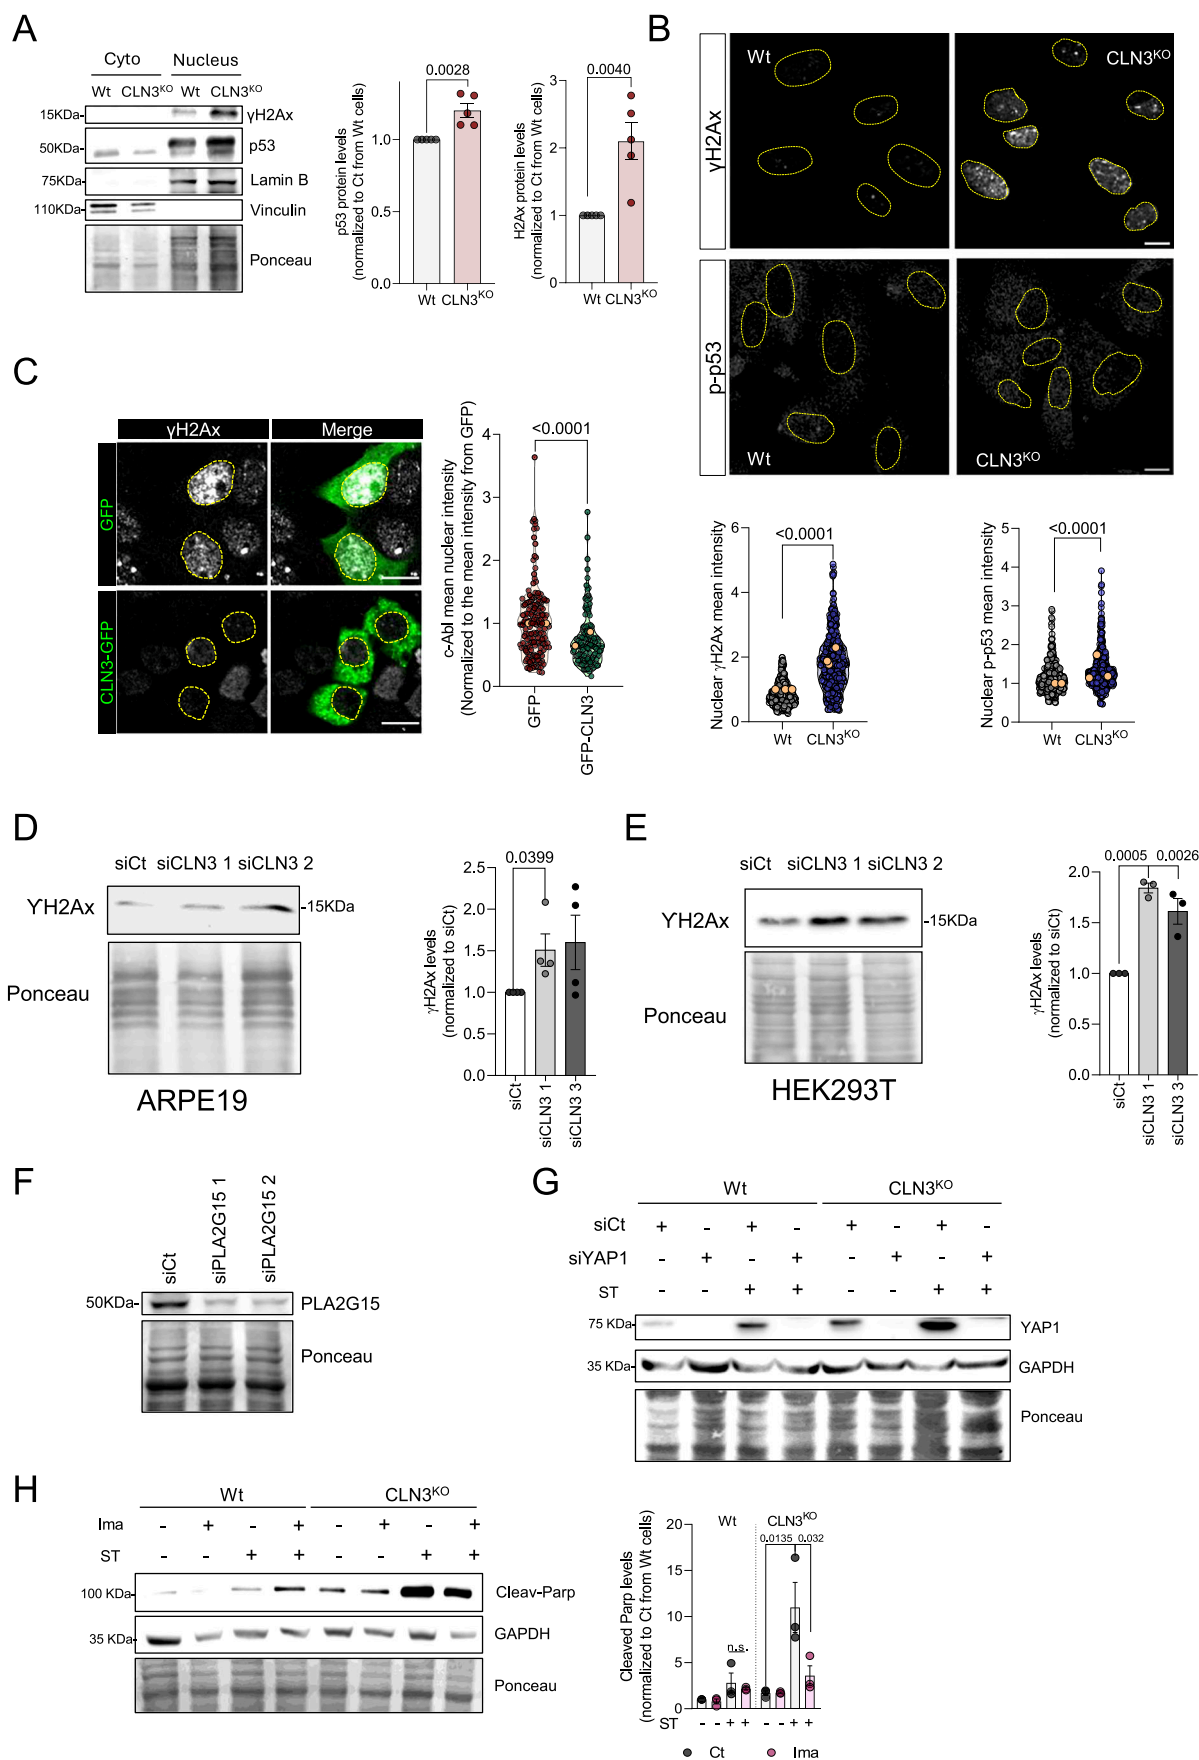 A
Cyto Nucleus
Wt CLN3KO Wt CLN3KO
15KDa- γH2Ax
50KDa- p53
75KDa- Lamin B
110KDa- Vinculin
Ponceau
p53 protein levels
(normalized to Ct from Wt cells)
0.0028
1.0
0.5
0.0
Wt CLN3KO
H2Ax protein levels
(normalized to Ct from Wt cells)
0.0040
3
2
1
0
Wt CLN3KO
B
γH2Ax
Wt
CLN3KO
p-p53
Wt
CLN3KO
Nuclear γH2Ax mean intensity
<0.0001
6
4
2
0
Wt CLN3KO
Nuclear p-p53 mean intensity
<0.0001
5
4
3
2
1
0
Wt CLN3KO
C
γH2Ax Merge
GFP
CLN3-GFP
c-Abl mean nuclear intensity
(Normalized to the mean intensity from GFP)
<0.0001
4
3
2
1
0
GFP
GFP-CLN3
D
siCt siCLN3 1 siCLN3 2
ϒH2Ax -15KDa
Ponceau
ARPE19
γH2Ax levels
(normalized to siCt)
0.0399
2.5
2.0
1.5
1.0
0.5
0.0
siCt
siCLN3 1
siCLN3 3
E
siCt siCLN3 1 siCLN3 2
ϒH2Ax -15KDa
Ponceau
HEK293T
γH2Ax levels
(normalized to siCt)
0.0005 0.0026
2.0
1.5
1.0
0.5
0.0
siCt
siCLN3 1
siCLN3 3
F
siCt
siPLA2G15 1
siPLA2G15 2
50KDa- PLA2G15
Ponceau
G
Wt CLN3KO
siCt + - + - + - + -
siYAP1 - + - + - + - +
ST - - + + - - + +
75 KDa- YAP1
35 KDa- GAPDH
Ponceau
H
Wt CLN3KO
Ima - + - + - + - +
ST - - + + - - + +
100 KDa- Cleav-Parp
35 KDa- GAPDH
Ponceau
Cleaved Parp levels
(normalized to Ct from Wt cells)
Wt CLN3KO
0.0135 0.032
n.s.
20
15
10
5
0
ST - - + + - - + +
Ct Ima